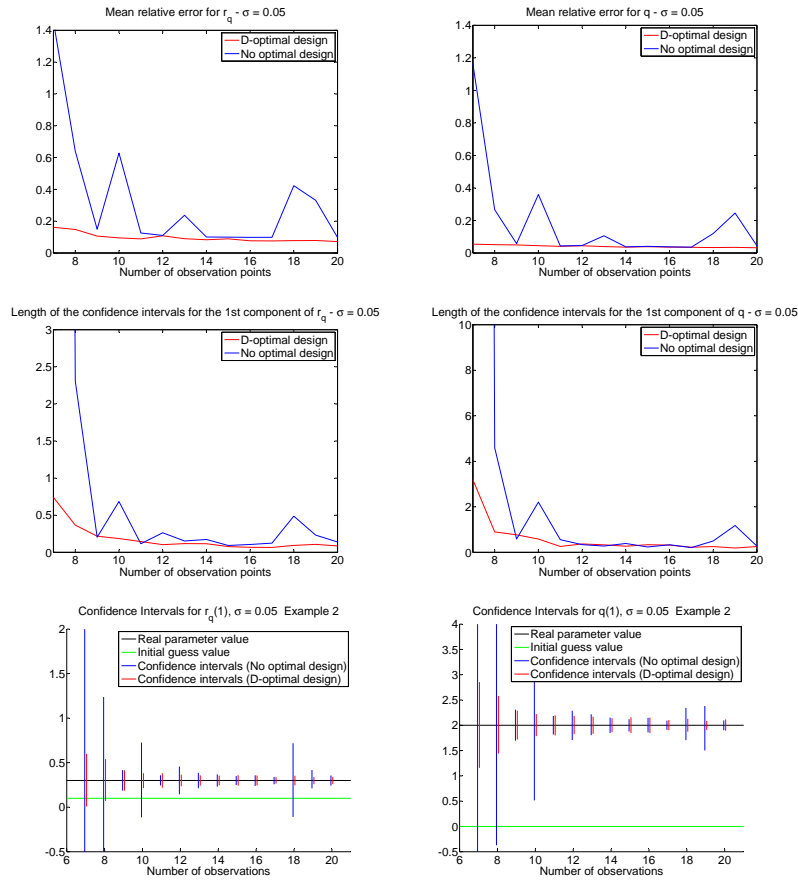 Mean relative error for r_q - σ = 0.05
1.4
1.2
1
0.8
0.6
0.4
0.2
0
8 10 12 14 16 18 20
Number of observation points
D-optimal design
No optimal design
Mean relative error for q - σ = 0.05
1.4
1.2
1
0.8
0.6
0.4
0.2
0
8 10 12 14 16 18 20
Number of observation points
D-optimal design
No optimal design
Length of the confidence intervals for the 1st component of r_q - σ = 0.05
3
2.5
2
1.5
1
0.5
0
8 10 12 14 16 18 20
Number of observation points
D-optimal design
No optimal design
Length of the confidence intervals for the 1st component of q - σ = 0.05
10
8
6
4
2
0
8 10 12 14 16 18 20
Number of observation points
D-optimal design
No optimal design
Confidence Intervals for r_q(1), σ = 0.05 Example 2
2
1.5
1
0.5
0
-0.5
6 8 10 12 14 16 18 20
Number of observations
Real parameter value
Initial guess value
Confidence intervals (No optimal design)
Confidence intervals (D-optimal design)
Confidence Intervals for q(1), σ = 0.05 Example 2
4
3.5
3
2.5
2
1.5
1
0.5
0
-0.5
6 8 10 12 14 16 18 20
Number of observations
Real parameter value
Initial guess value
Confidence intervals (No optimal design)
Confidence intervals (D-optimal design)